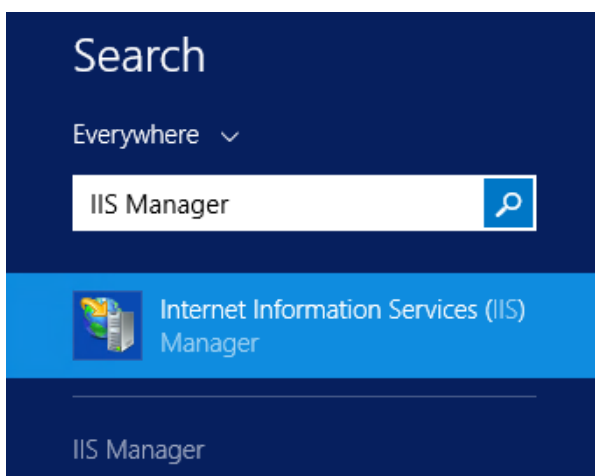 Search
Everywhere
IIS Manager
Internet Information Services (IIS)
Manager
IIS Manager